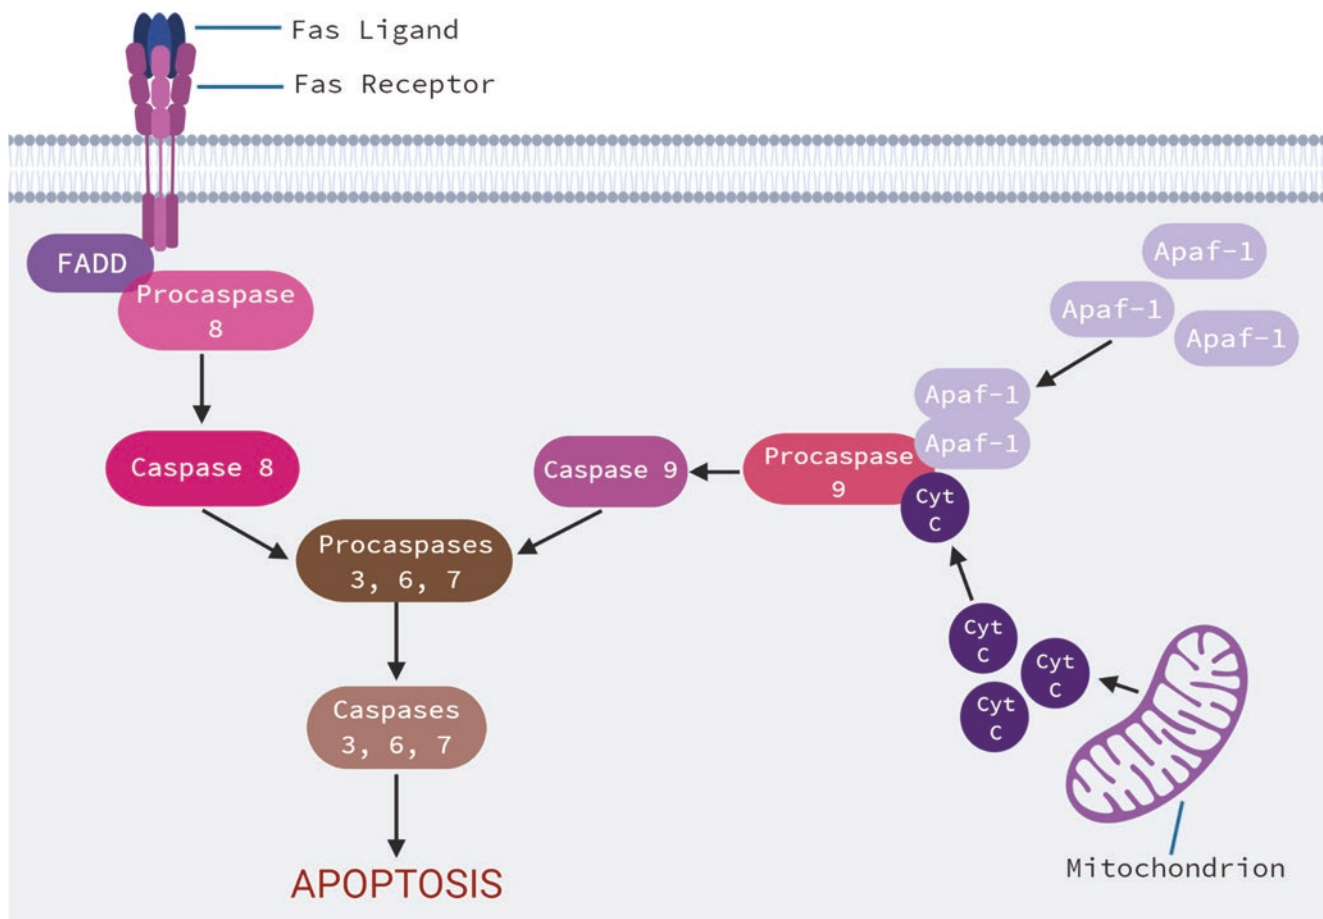 Fas Ligand
Fas Receptor
FADD
Procaspase
8
Caspase 8
Procaspases
3, 6, 7
Caspases
3, 6, 7
APOPTOSIS
Caspase 9
Procaspase
9
Apaf-1
Apaf-1
Apaf-1
Apaf-1
Apaf-1
Cyt
C
Cyt
C
Cyt
C
Cyt
C
Mitochondrion